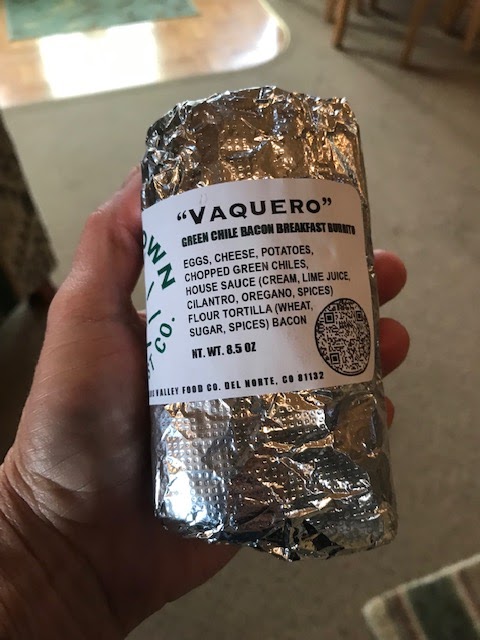 "VAQUERO"
GREEN CHILE BACON BREAKFAST BURRITO
EGGS, CHEESE, POTATOES,
CHOPPED GREEN CHILES,
HOUSE SAUCE (CREAM, LIME JUICE,
CILANTRO, OREGANO, SPICES)
FLOUR TORTILLA (WHEAT,
SUGAR, SPICES) BACON
NT. WT. 8.5 OZ
VALLEY FOOD CO. DEL NORTE, CO 81132
CO.